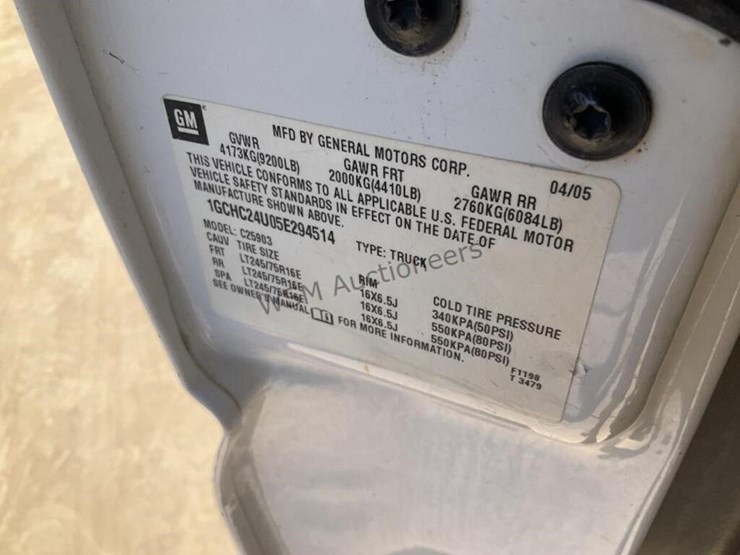 GM
MFD BY GENERAL MOTORS CORP. 04/05
GVWR GAWR FRT GAWR RR
4173KG(9200LB) 2000KG(4410LB) 2760KG(6084LB)
THIS VEHICLE CONFORMS TO ALL APPLICABLE U.S. FEDERAL MOTOR
VEHICLE SAFETY STANDARDS IN EFFECT ON THE DATE OF
MANUFACTURE SHOWN ABOVE.
1GCHC24U05E294514 TYPE: TRUCK
MODEL: C25903
CAUV TIRE SIZE RIM COLD TIRE PRESSURE
FRT LT245/75R16E 16X6.5J 340KPA(50PSI)
RR LT245/75R16E 16X6.5J 550KPA(80PSI)
SPA LT245/75R16E 16X6.5J 550KPA(80PSI)
SEE OWNER'S MANUAL FOR MORE INFORMATION.
F1198
T 3479
Auctioneers